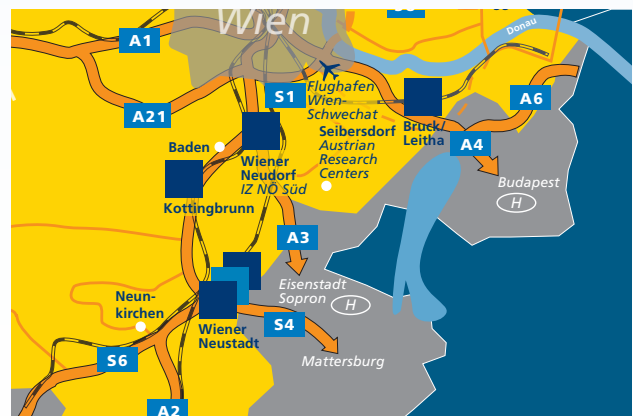 Wien
Donau
A1
S1
A21
A6
Flughafen
Wien-
Schwechat
Bruck/
Leitha
A4
Seibersdorf
Austrian
Research
Centers
Baden
Wiener
Neudorf
IZ NÖ Süd
Budapest
H
Kottingbrunn
A3
Eisenstadt
Sopron
H
Neun-
kirchen
Wiener
Neustadt
S4
Mattersburg
S6
A2